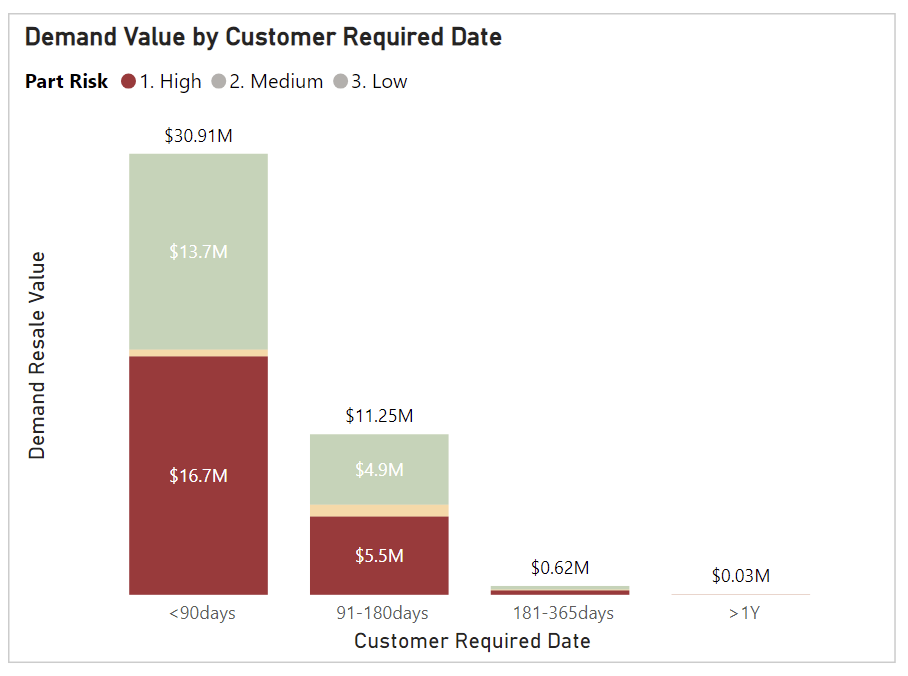 Demand Value by Customer Required Date
Part Risk 1. High 2. Medium 3. Low
$30.91M
$13.7M
$16.7M
$11.25M
$4.9M
$5.5M
$0.62M
$0.03M
Demand Resale Value
<90days 91-180days 181-365days >1Y
Customer Required Date